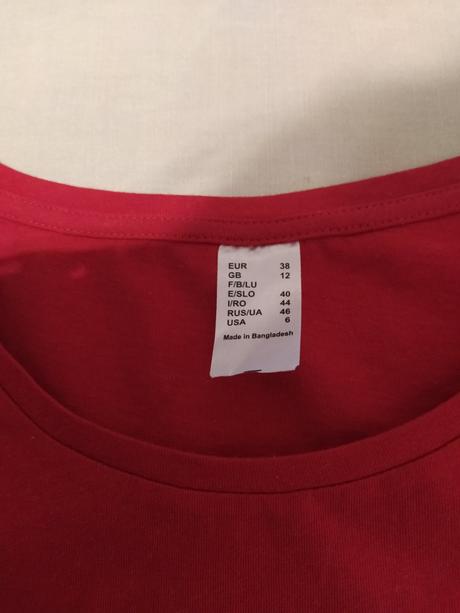 EUR 38
GB 12
F/B/LU
E/SLO 40
I/RO 44
RUS/UA 46
USA 6
Made in Bangladesh